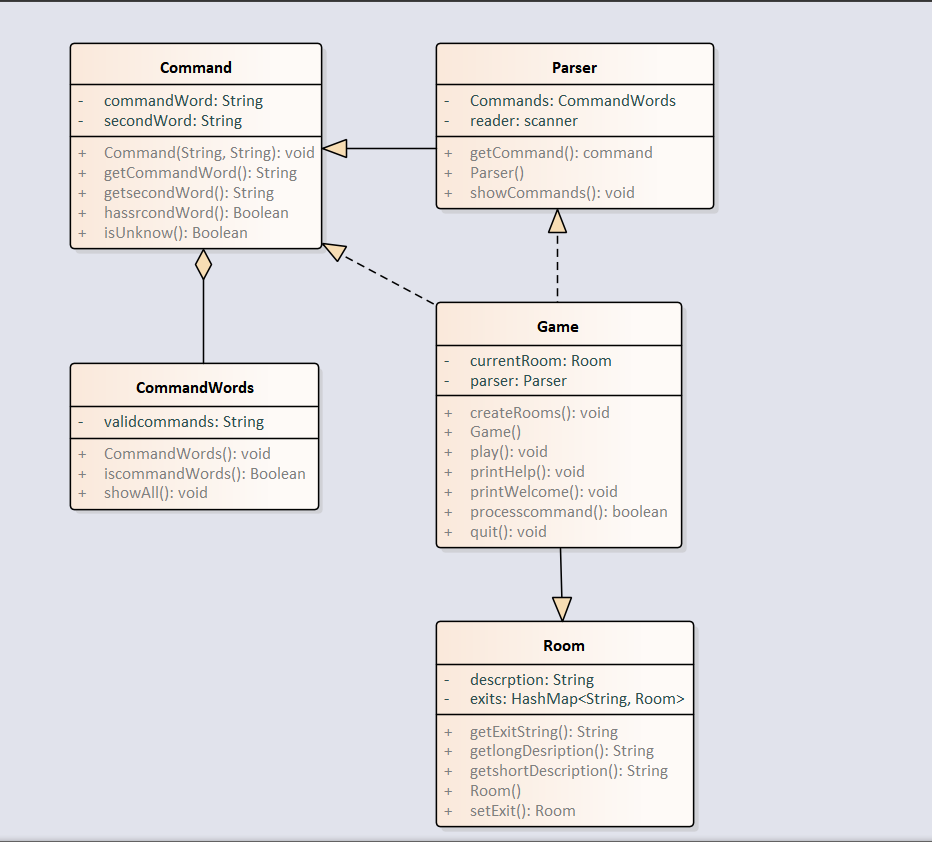 Command
- commandWord: String
- secondWord: String
+ Command(String, String): void
+ getCommandWord(): String
+ getsecondWord(): String
+ hassrcondWord(): Boolean
+ isUnknow(): Boolean
Parser
- Commands: CommandWords
- reader: scanner
+ getCommand(): command
+ Parser()
+ showCommands(): void
CommandWords
- validcommands: String
+ CommandWords(): void
+ iscommandWords(): Boolean
+ showAll(): void
Game
- currentRoom: Room
- parser: Parser
+ createRooms(): void
+ Game()
+ play(): void
+ printHelp(): void
+ printWelcome(): void
+ processcommand(): boolean
+ quit(): void
Room
- descrption: String
- exits: HashMap<String, Room>
+ getExitString(): String
+ getlongDesription(): String
+ getshortDescription(): String
+ Room()
+ setExit(): Room